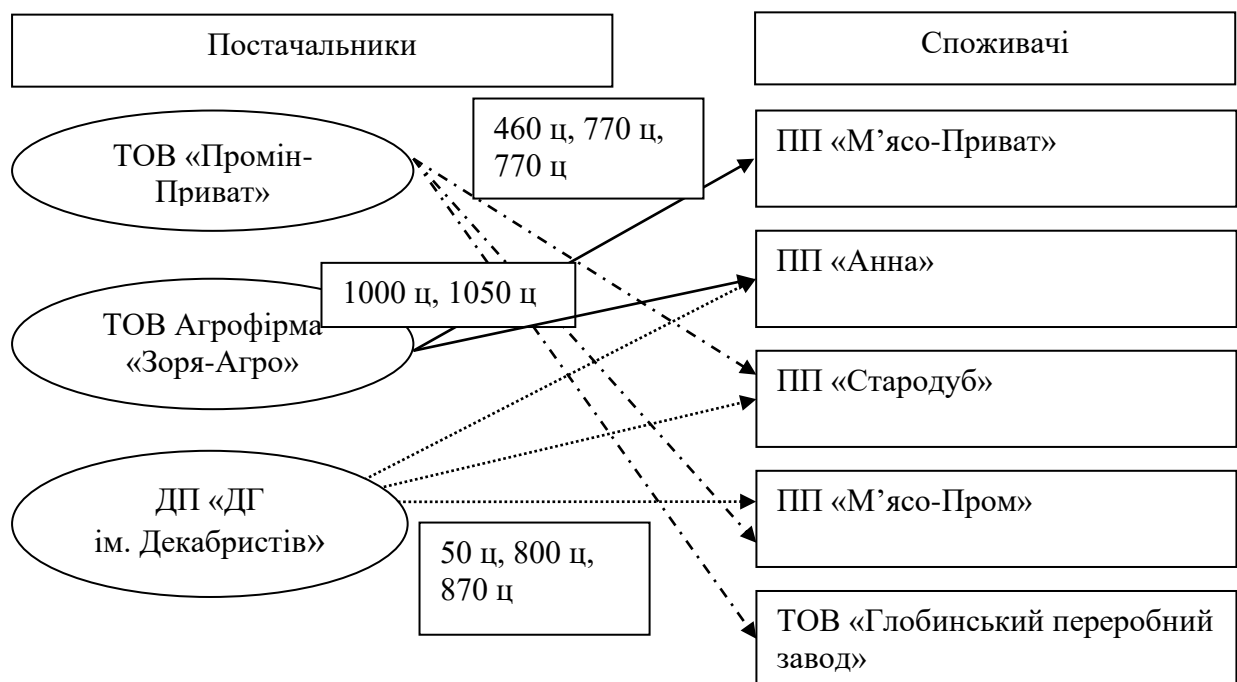 Постачальники
Споживачі
460 ц, 770 ц,
770 ц
ТОВ «Промін-
Приват»
ПП «М’ясо-Приват»
ПП «Анна»
1000 ц, 1050 ц
ТОВ Агрофірма
«Зоря-Агро»
ПП «Стародуб»
ДП «ДГ
ім. Декабристів»
ПП «М’ясо-Пром»
50 ц, 800 ц,
870 ц
ТОВ «Глобинський переробний
завод»